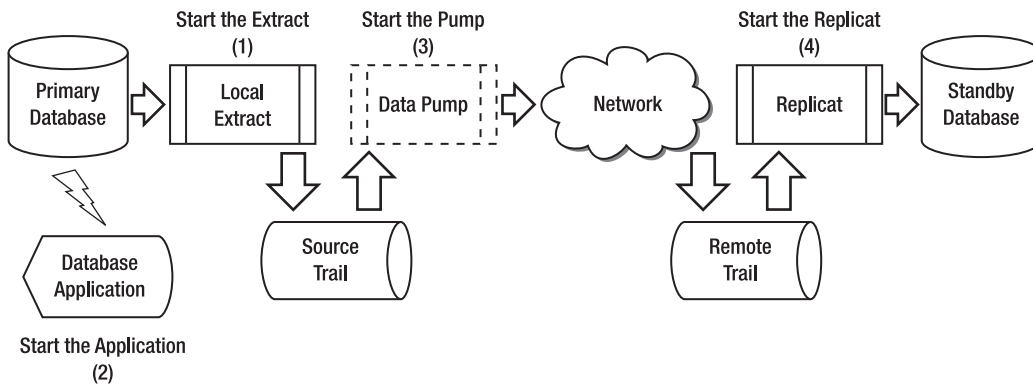 Start the Extract
(1)
Start the Pump
(3)
Start the Replicat
(4)
Primary
Database
Local
Extract
Data Pump
Network
Replicat
Standby
Database
Database
Application
Source
Trail
Remote
Trail
Start the Application
(2)